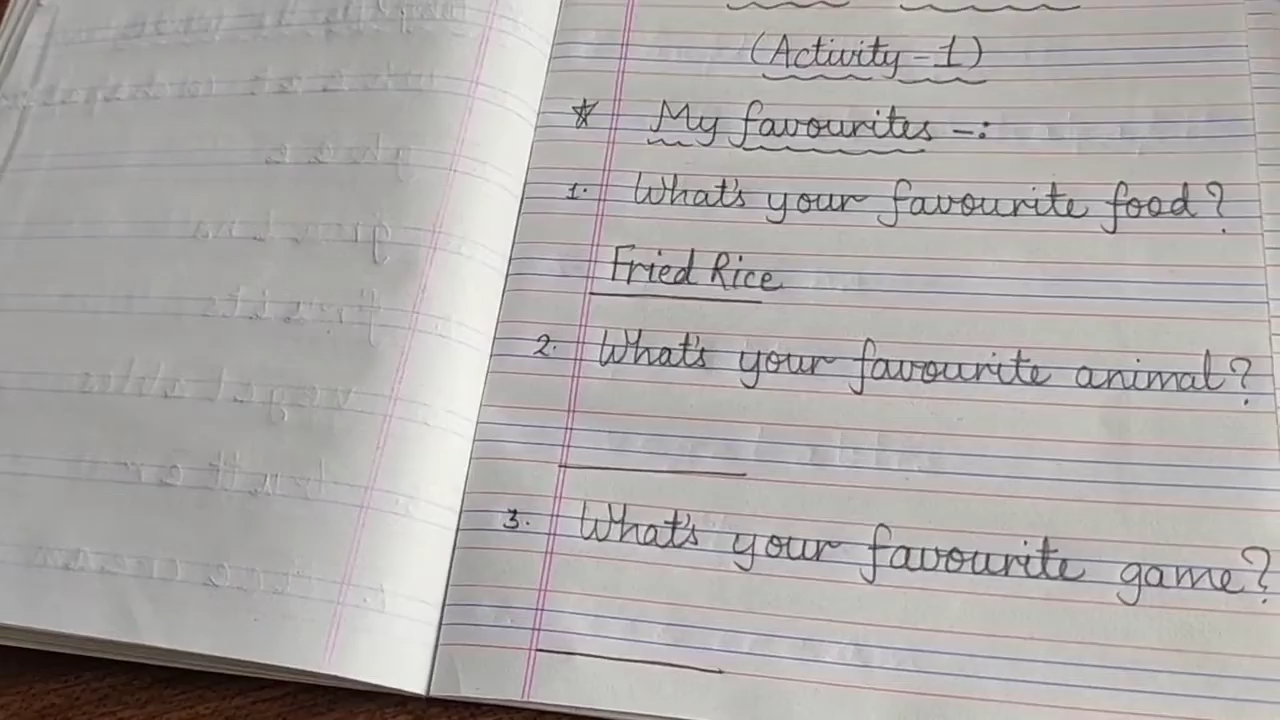 (Activity - 1)
☆ My favourites -:
1. What's your favourite food?
Fried Rice
2. What's your favourite animal?
3. What's your favourite game?